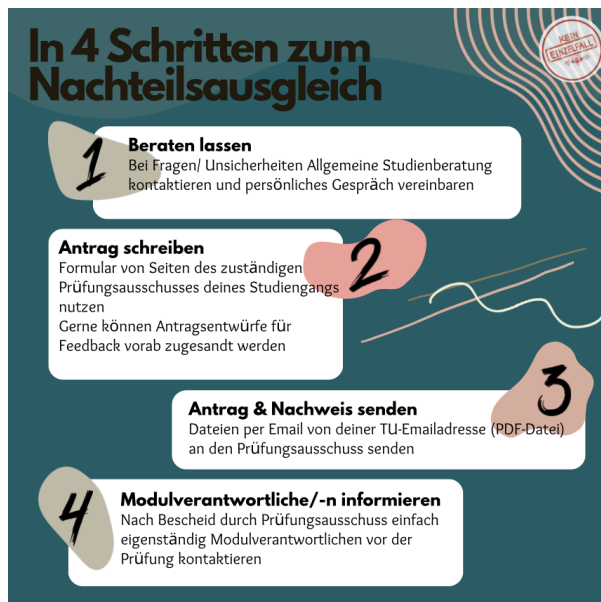 In 4 Schritten zum
Nachteilsausgleich
KEIN
EINZELFALL
1
Beraten lassen
Bei Fragen/ Unsicherheiten Allgemeine Studienberatung
kontaktieren und persönliches Gespräch vereinbaren
2
Antrag schreiben
Formular von Seiten des zuständigen
Prüfungsausschusses deines Studiengangs
nutzen
Gerne können Antragsentwürfe für
Feedback vorab zugesandt werden
3
Antrag & Nachweis senden
Dateien per Email von deiner TU-Emailadresse (PDF-Datei)
an den Prüfungsausschuss senden
4
Modulverantwortliche/-n informieren
Nach Bescheid durch Prüfungsausschuss einfach
eigenständig Modulverantwortlichen vor der
Prüfung kontaktieren